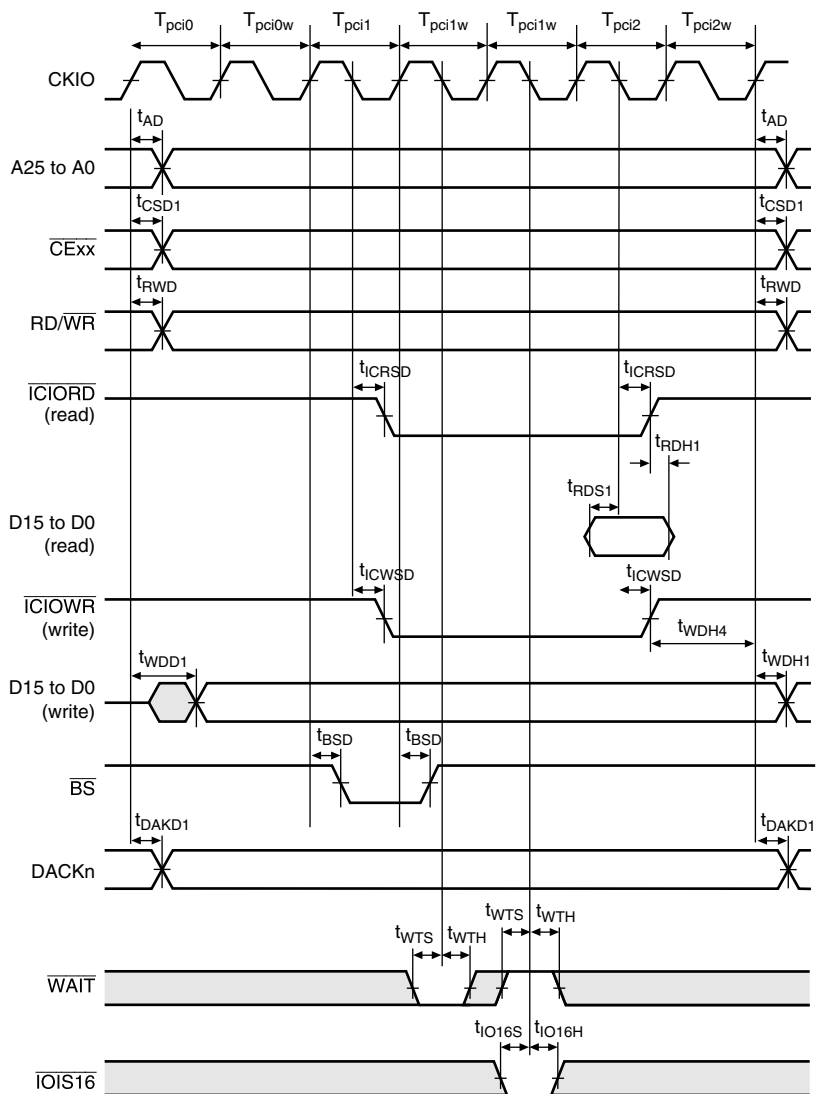 Tpci0 Tpci0w Tpci1 Tpci1w Tpci1w Tpci2 Tpci2w
CKIO
tAD tAD
A25 to A0
tCSD1 tCSD1
CExx
tRWD tRWD
RD/WR
tICRSD tICRSD
ICIORD
(read)
tRDH1
tRDS1
D15 to D0
(read)
tICWSD tICWSD
ICIOWR
(write)
tWDH4
tWDD1 tWDH1
D15 to D0
(write)
tBSD tBSD
BS
tDAKD1 tDAKD1
DACKn
tWTS tWTH tWTS tWTH
WAIT
tIO16S tIO16H
IOIS16